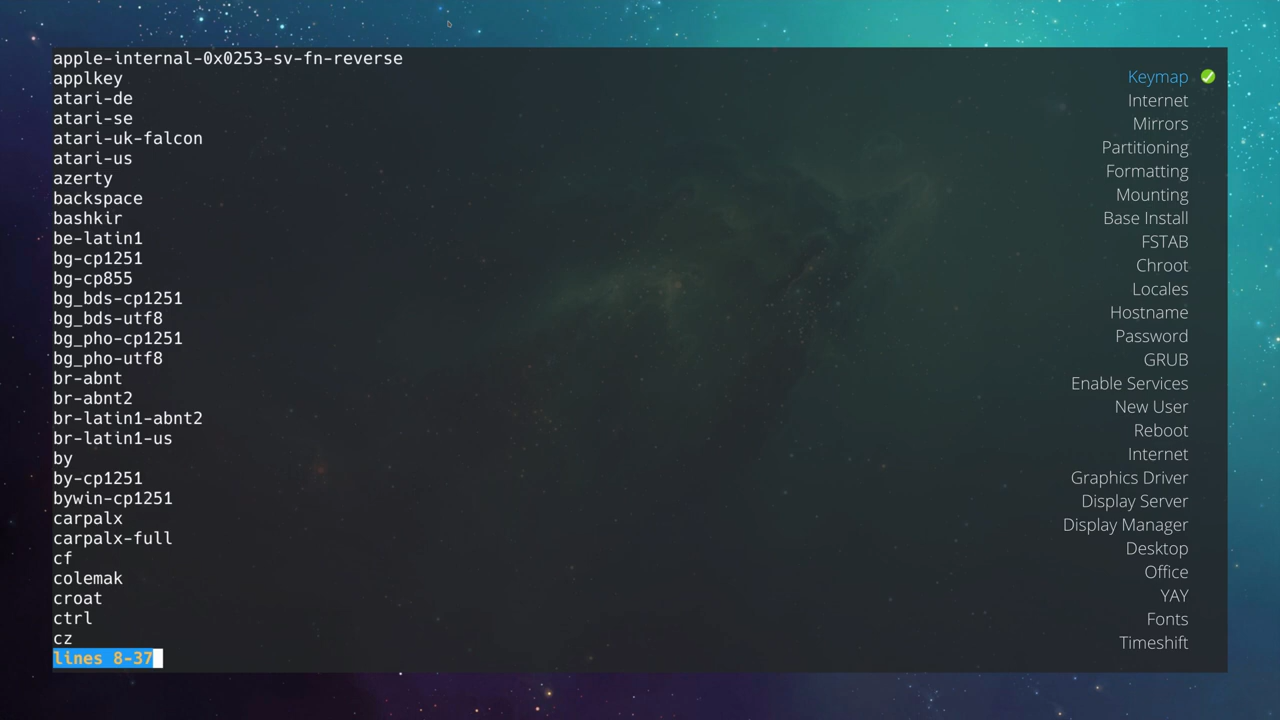 apple-internal-0x0253-sv-fn-reverse
applkey
atari-de
atari-se
atari-uk-falcon
atari-us
azerty
backspace
bashkir
be-latin1
bg-cp1251
bg-cp855
bg_bds-cp1251
bg_bds-utf8
bg_pho-cp1251
bg_pho-utf8
br-abnt
br-abnt2
br-latin1-abnt2
br-latin1-us
by
by-cp1251
bywin-cp1251
carpalx
carpalx-full
cf
colemak
croat
ctrl
cz
lines 8-37
Keymap
Internet
Mirrors
Partitioning
Formatting
Mounting
Base Install
FSTAB
Chroot
Locales
Hostname
Password
GRUB
Enable Services
New User
Reboot
Internet
Graphics Driver
Display Server
Display Manager
Desktop
Office
YAY
Fonts
Timeshift